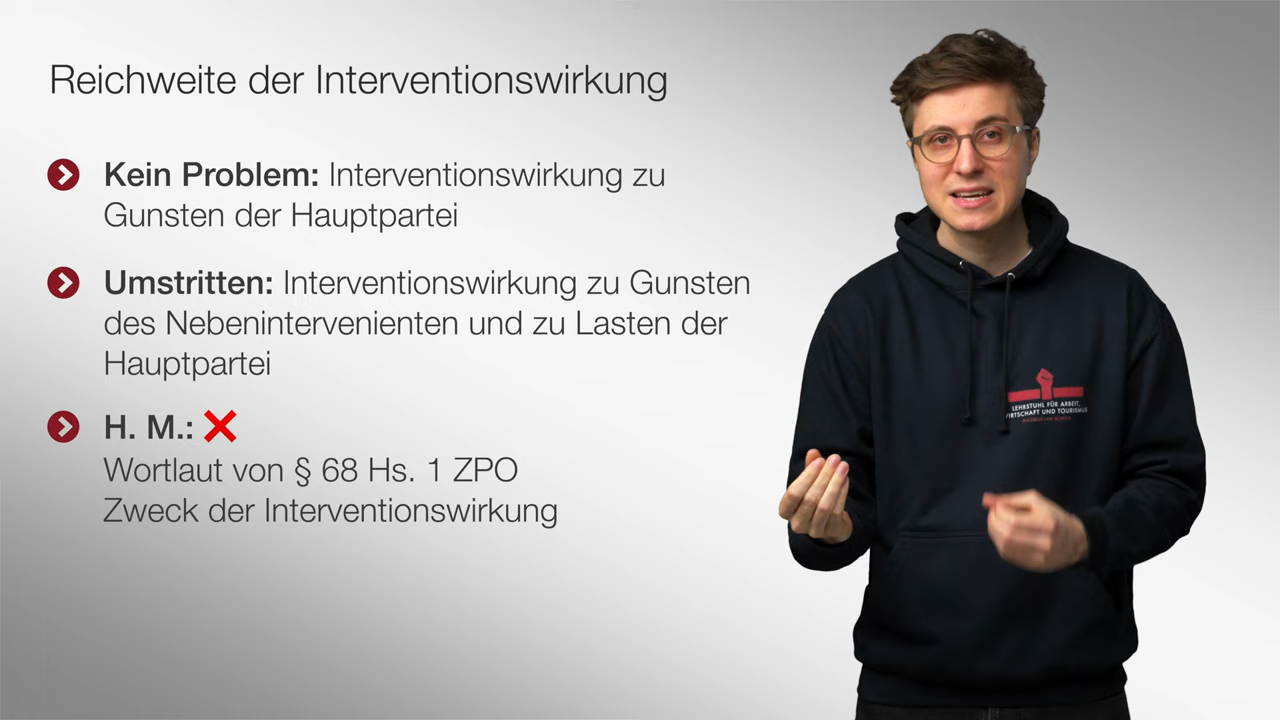 Reichweite der Interventionswirkung
Kein Problem: Interventionswirkung zu
Gunsten der Hauptpartei
Umstritten: Interventionswirkung zu Gunsten
des Nebenintervenienten und zu Lasten der
Hauptpartei
H. M.: ❌
Wortlaut von § 68 Hs. 1 ZPO
Zweck der Interventionswirkung
LEHRSTUHL FÜR ARBEIT,
WIRTSCHAFT UND TOURISMUS